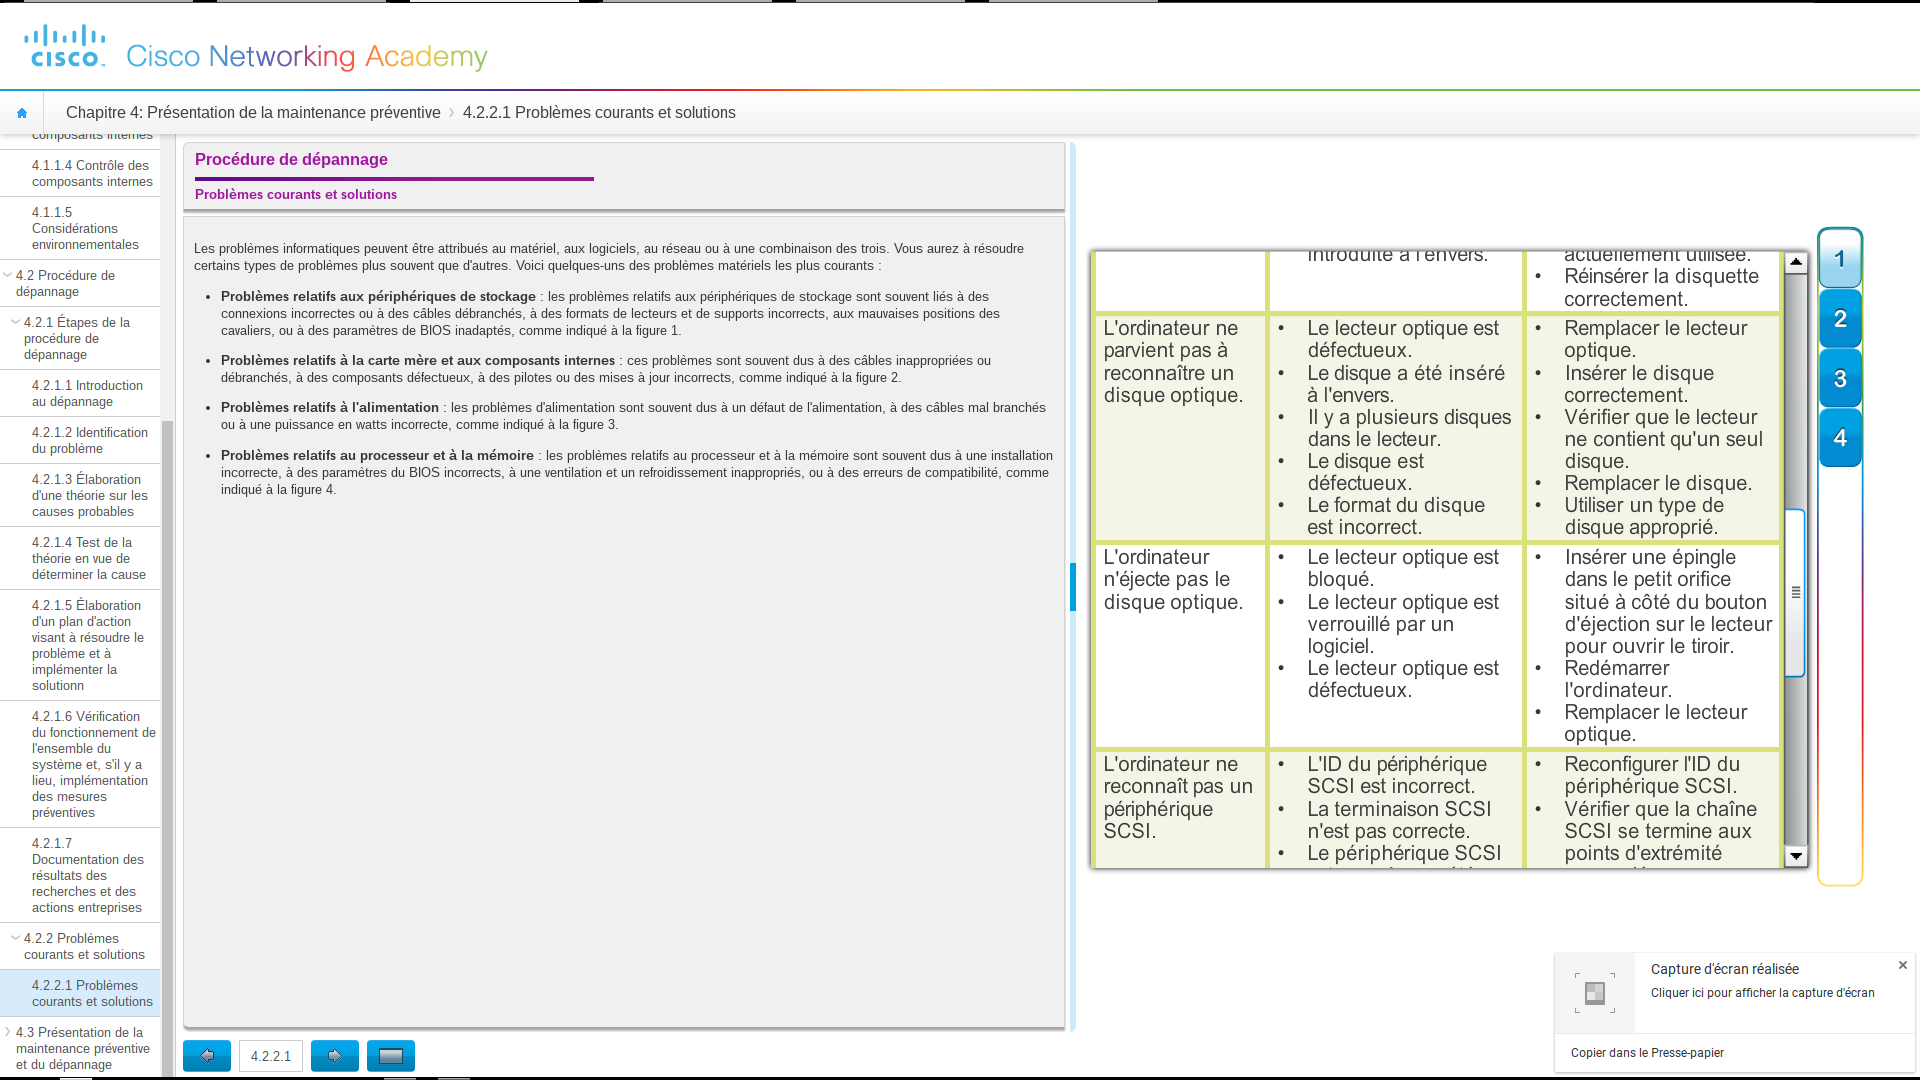 cisco
Cisco Networking Academy
Chapitre 4: Présentation de la maintenance préventive
4.2.2.1 Problèmes courants et solutions
composants internes
4.1.1.4 Contrôle des
composants internes
4.1.1.5
Considérations
environnementales
4.2 Procédure de
dépannage
4.2.1 Étapes de la
procédure de
dépannage
4.2.1.1 Introduction
au dépannage
4.2.1.2 Identification
du problème
4.2.1.3 Élaboration
d'une théorie sur les
causes probables
4.2.1.4 Test de la
théorie en vue de
déterminer la cause
4.2.1.5 Élaboration
d'un plan d'action
visant à résoudre le
problème et à
implémenter la
solutionn
4.2.1.6 Vérification
du fonctionnement de
l'ensemble du
système et, s'il y a
lieu, implémentation
des mesures
préventives
4.2.1.7
Documentation des
résultats des
recherches et des
actions entreprises
4.2.2 Problèmes
courants et solutions
4.2.2.1 Problèmes
courants et solutions
4.3 Présentation de la
maintenance préventive
et du dépannage
Procédure de dépannage
Problèmes courants et solutions
Les problèmes informatiques peuvent être attribués au matériel, aux logiciels, au réseau ou à une combinaison des trois. Vous aurez à résoudre
certains types de problèmes plus souvent que d'autres. Voici quelques-uns des problèmes matériels les plus courants :
• Problèmes relatifs aux périphériques de stockage : les problèmes relatifs aux périphériques de stockage sont souvent liés à des
connexions incorrectes ou à des câbles débranchés, à des formats de lecteurs et de supports incorrects, aux mauvaises positions des
cavaliers, ou à des paramètres de BIOS inadaptés, comme indiqué à la figure 1.
• Problèmes relatifs à la carte mère et aux composants internes : ces problèmes sont souvent dus à des câbles inappropriées ou
débranchés, à des composants défectueux, à des pilotes ou des mises à jour incorrects, comme indiqué à la figure 2.
• Problèmes relatifs à l'alimentation : les problèmes d'alimentation sont souvent dus à un défaut de l'alimentation, à des câbles mal branchés
ou à une puissance en watts incorrecte, comme indiqué à la figure 3.
• Problèmes relatifs au processeur et à la mémoire : les problèmes relatifs au processeur et à la mémoire sont souvent dus à une installation
incorrecte, à des paramètres du BIOS incorrects, à une ventilation et un refroidissement inappropriés, ou à des erreurs de compatibilité, comme
indiqué à la figure 4.
4.2.2.1
introduite à l'envers.
actuellement utilisée.
• Réinsérer la disquette
correctement.
L'ordinateur ne
parvient pas à
reconnaître un
disque optique.
• Le lecteur optique est
défectueux.
• Le disque a été inséré
à l'envers.
• Il y a plusieurs disques
dans le lecteur.
• Le disque est
défectueux.
• Le format du disque
est incorrect.
• Remplacer le lecteur
optique.
• Insérer le disque
correctement.
• Vérifier que le lecteur
ne contient qu'un seul
disque.
• Remplacer le disque.
• Utiliser un type de
disque approprié.
L'ordinateur
n'éjecte pas le
disque optique.
• Le lecteur optique est
bloqué.
• Le lecteur optique est
verrouillé par un
logiciel.
• Le lecteur optique est
défectueux.
• Insérer une épingle
dans le petit orifice
situé à côté du bouton
d'éjection sur le lecteur
pour ouvrir le tiroir.
• Redémarrer
l'ordinateur.
• Remplacer le lecteur
optique.
L'ordinateur ne
reconnaît pas un
périphérique
SCSI.
• L'ID du périphérique
SCSI est incorrect.
• La terminaison SCSI
n'est pas correcte.
• Le périphérique SCSI
• Reconfigurer l'ID du
périphérique SCSI.
• Vérifier que la chaîne
SCSI se termine aux
points d'extrémité
1
2
3
4
Capture d'écran réalisée
Cliquer ici pour afficher la capture d'écran
Copier dans le Presse-papier